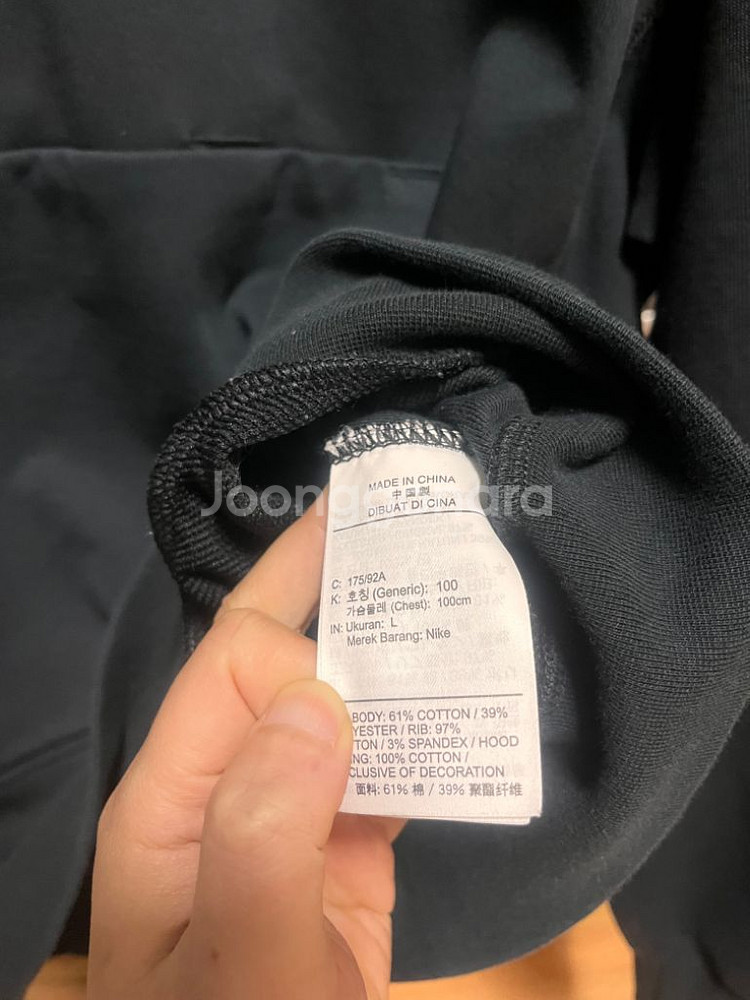 Joonggonara
MADE IN CHINA
中国製
DIBUAT DI CINA
C: 175/92A
K: 호칭 (Generic): 100
가슴둘레 (Chest): 100cm
IN: Ukuran: L
Merek Barang: Nike
BODY: 61% COTTON / 39%
YESTER / RIB: 97%
TON / 3% SPANDEX / HOOD
NG: 100% COTTON /
CLUSIVE OF DECORATION
面料: 61% 棉 / 39% 聚酯纤维